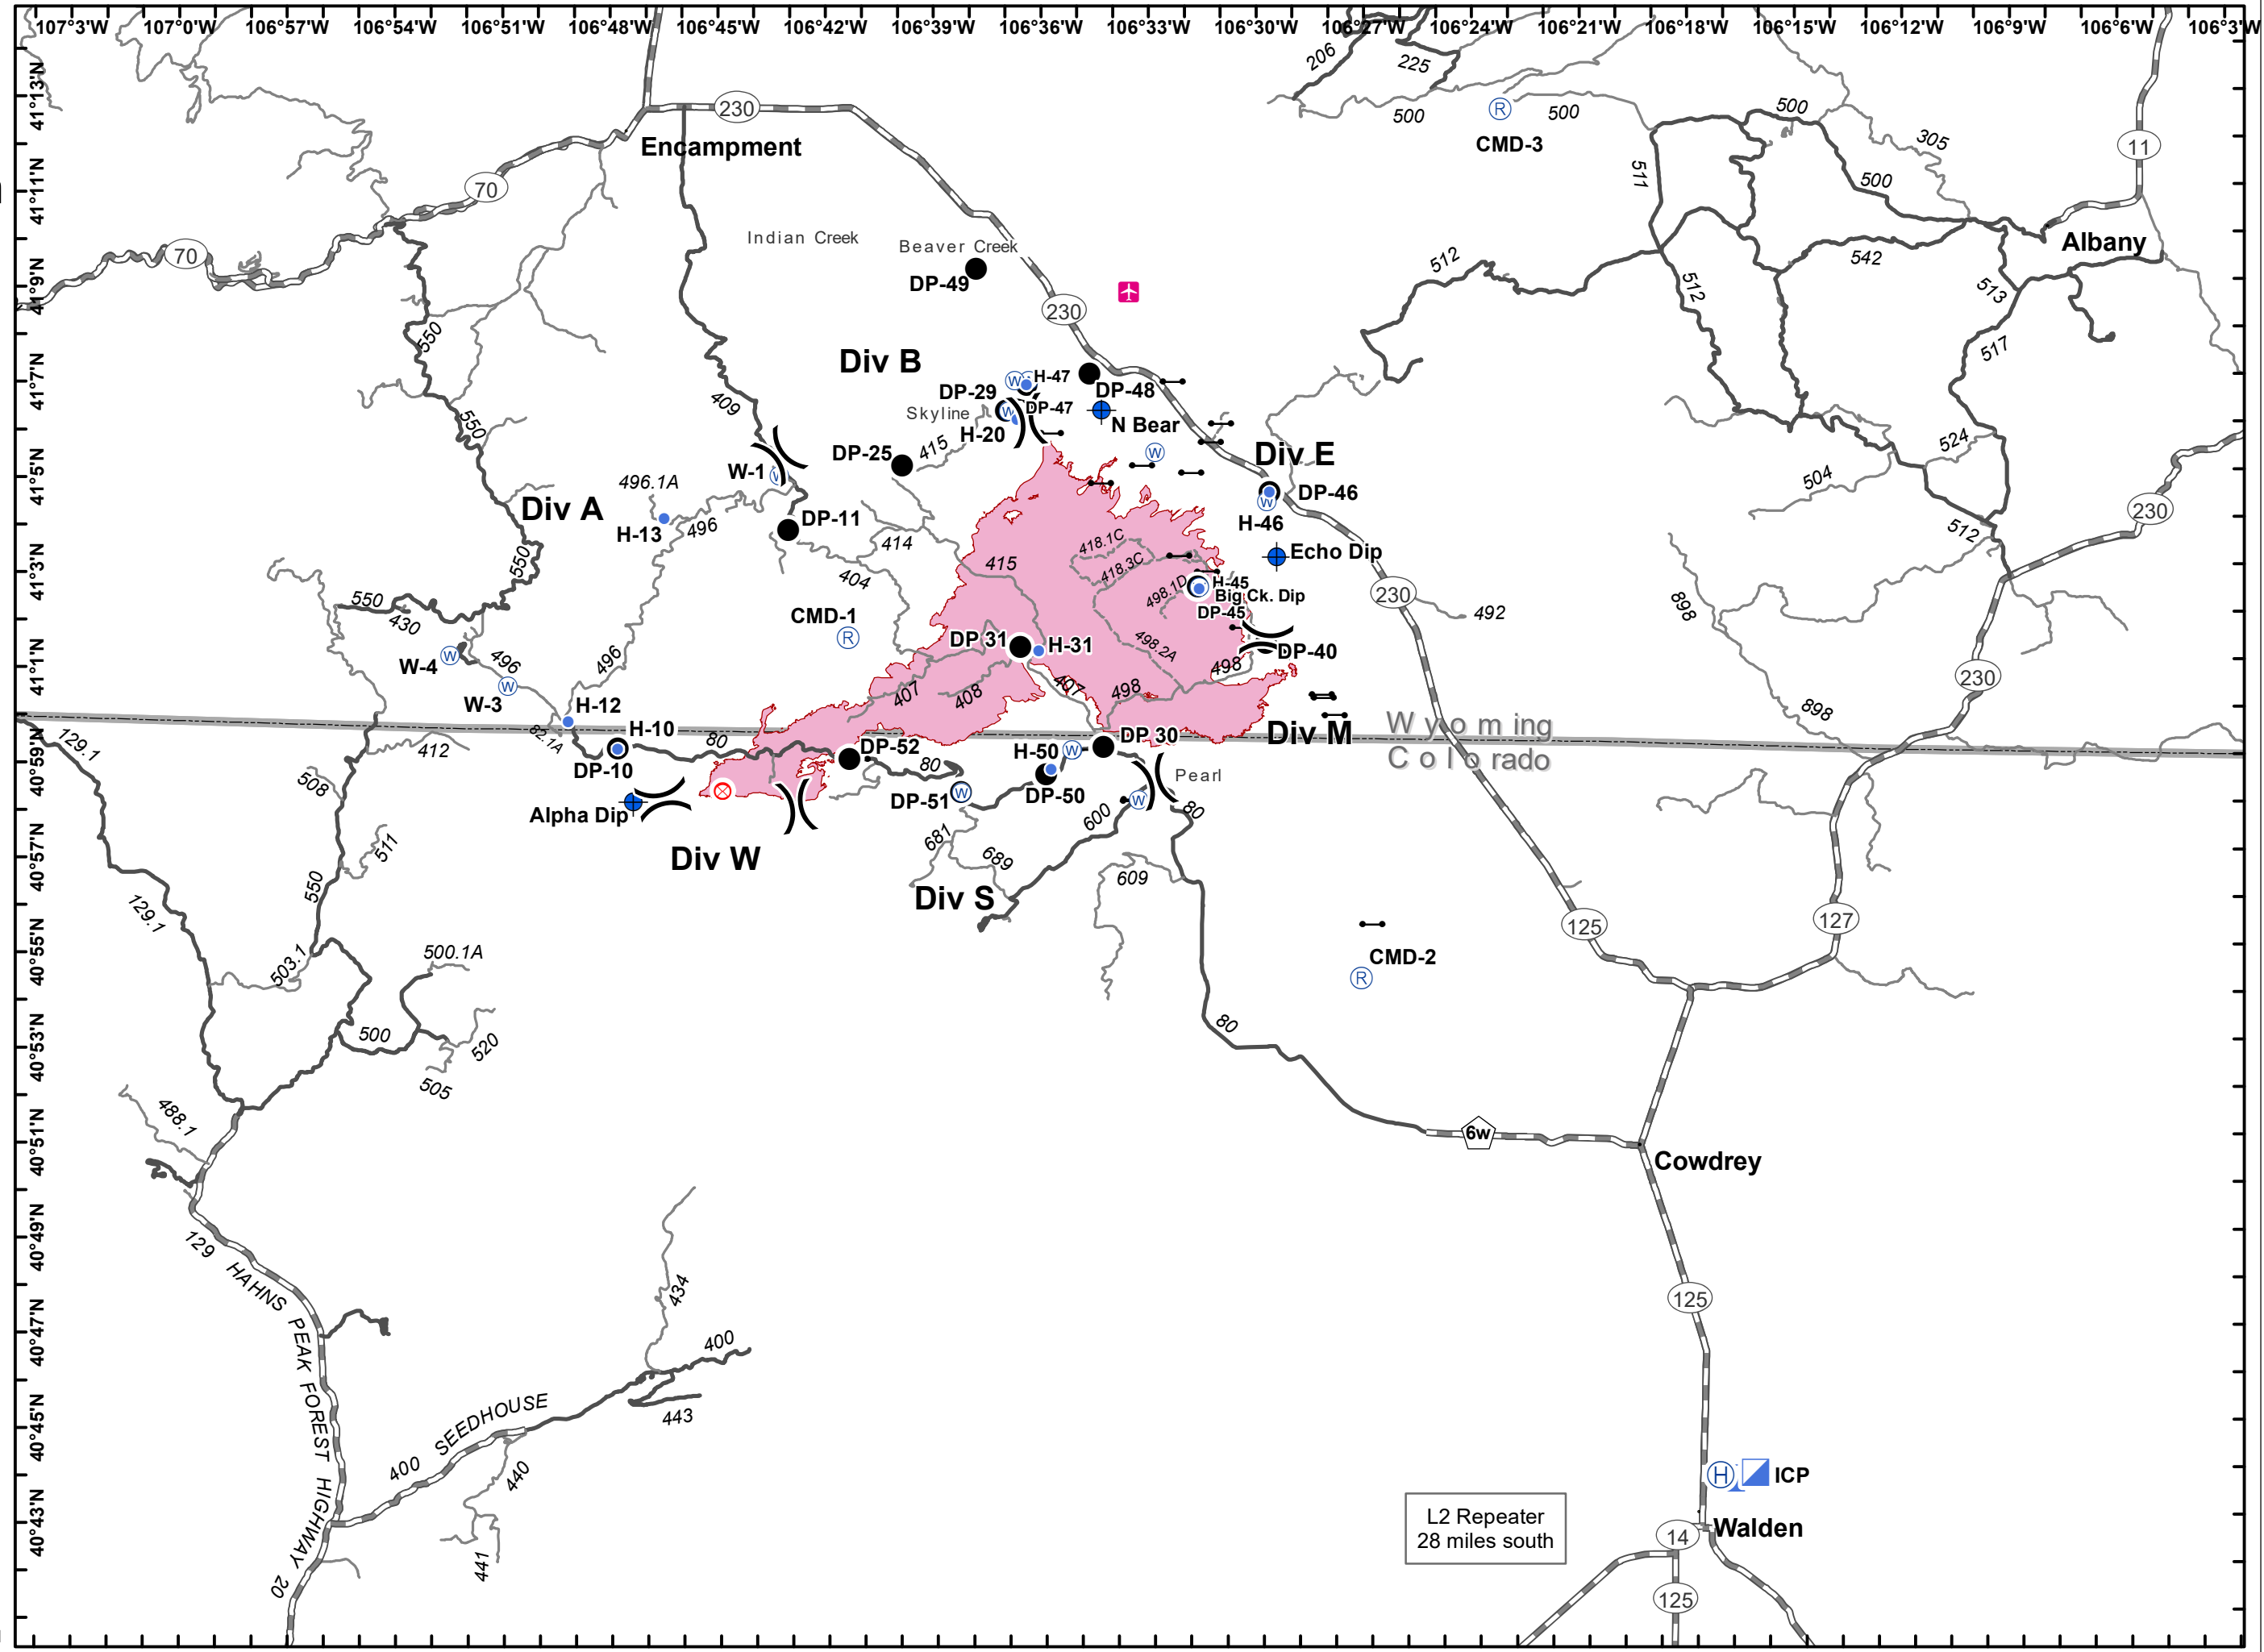 107°3'W 107°0'W 106°57'W 106°54'W 106°51'W 106°48'W 106°45'W 106°42'W 106°39'W 106°36'W 106°33'W 106°30'W 106°27'W 106°24'W 106°21'W 106°18'W 106°15'W 106°12'W 106°9'W 106°6'W 106°3'W
41°13'N
41°11'N
41°9'N
41°7'N
41°5'N
41°3'N
41°1'N
40°59'N
40°57'N
40°55'N
40°53'N
40°51'N
40°49'N
40°47'N
40°45'N
40°43'N
206
225
500
500
500
R
CMD-3
305
11
230
Encampment
70
511
500
70
Indian Creek
Beaver Creek
DP-49
512
542
Albany
512
513
517
230
550
Div B
W
H-47
DP-29
W
DP-47
DP-48
Skyline
H-20
N Bear
409
550
415
DP-25
W
Div E
524
504
W-1
W
496.1A
Div A
DP-11
DP-46
W
H-46
230
512
H-13
496
414
418.1C
Echo Dip
550
404
415
418.3C
498.1D
H-45
Big Ck. Dip
DP-45
230
492
898
550
430
CMD-1
R
DP 31
H-31
498.2A
DP-40
W-4
W
496
496
407
408
407
498
498
230
W-3
W
H-12
82.1A
H-10
80
DP-52
H-50
W
DP 30
Div M
Wyoming
Colorado
898
129.1
412
DP-10
80
Pearl
508
Alpha Dip
DP-51
W
DP-50
600
W
80
511
Div W
681
689
609
550
Div S
129.1
125
127
503.1
500.1A
CMD-2
R
500
520
505
80
488.1
6w
Cowdrey
129
HAHNS PEAK FOREST HIGHWAY
434
125
400
443
SEEDHOUSE
400
440
441
20
H
ICP
L2 Repeater
28 miles south
14
Walden
125